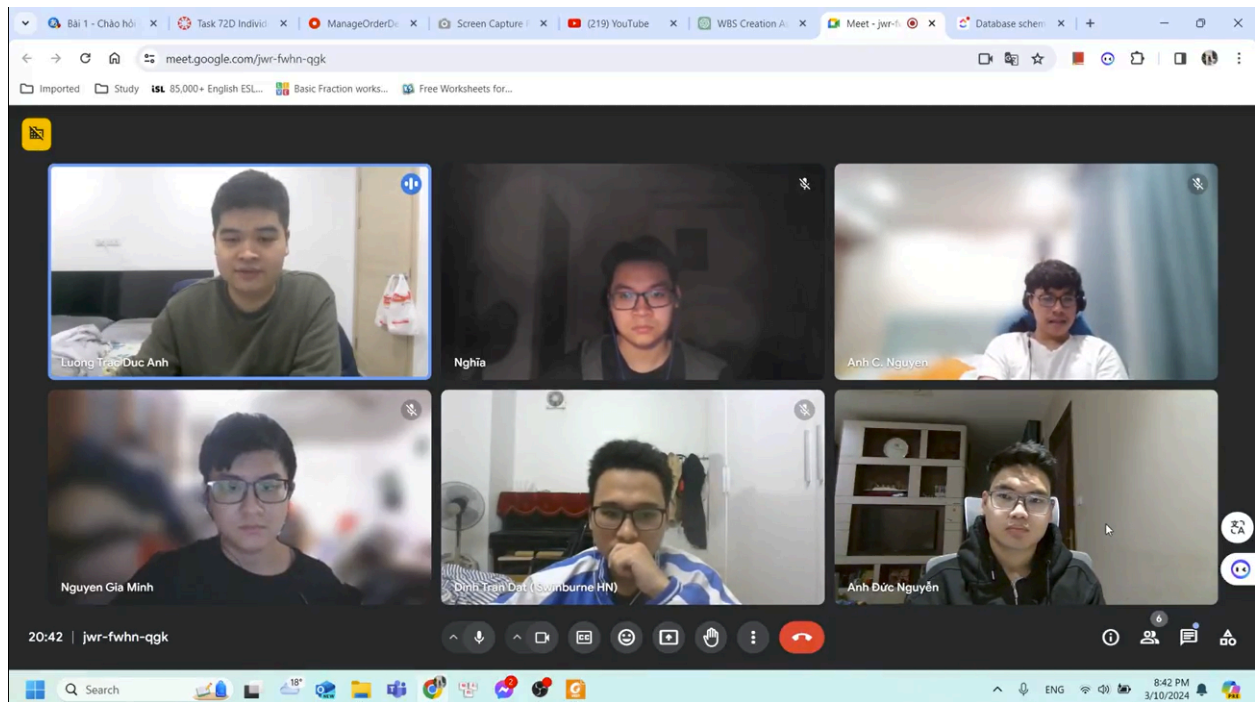 Bài 1 - Chào hỏi
Task 72D Individ
ManageOrderDe
Screen Capture
(219) YouTube
WBS Creation A
Meet - jwr-f
Database schem
meet.google.com/jwr-fwhn-qgk
Imported
Study
iSL 85,000+ English ESL...
Basic Fraction works...
Free Worksheets for...
Luong Trac Duc Anh
Nghĩa
Anh C. Nguyen
Nguyen Gia Minh
Dinh Tran Dat (Swinburne HN)
Anh Đức Nguyễn
20:42 | jwr-fwhn-qgk
6
Search
18°
2
ENG
8:42 PM
3/10/2024
PRE